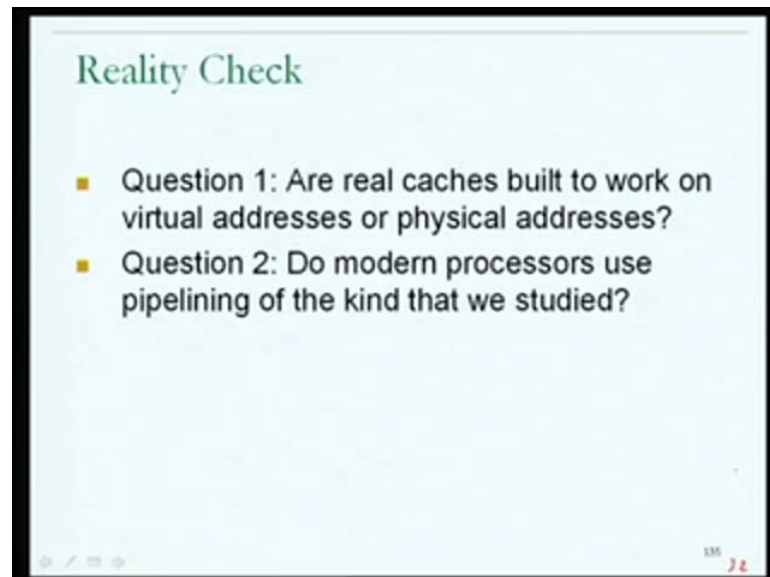 Reality Check
Question 1: Are real caches built to work on
virtual addresses or physical addresses?
Question 2: Do modern processors use
pipelining of the kind that we studied?
135